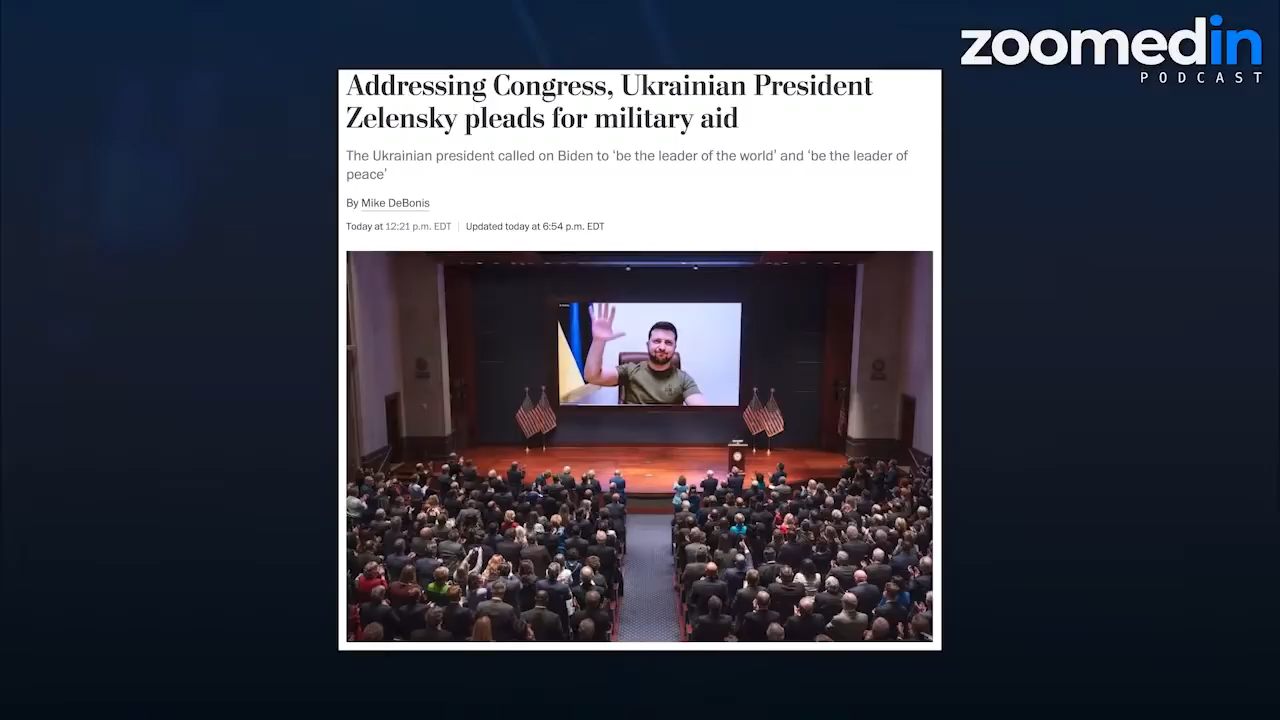 zoomedin
PODCAST
Addressing Congress, Ukrainian President
Zelensky pleads for military aid
The Ukrainian president called on Biden to ‘be the leader of the world’ and ‘be the leader of
peace’
By Mike DeBonis
Today at 12:21 p.m. EDT | Updated today at 6:54 p.m. EDT